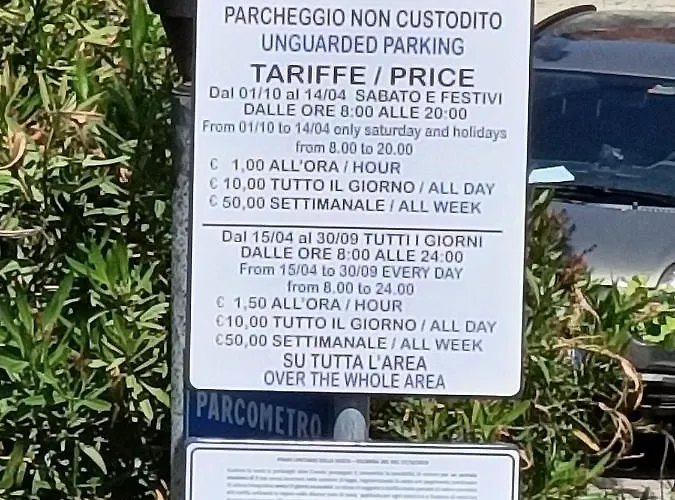 PARCHEGGIO NON CUSTODITO
UNGUARDED PARKING
TARIFFE / PRICE
Dal 01/10 al 14/04 SABATO E FESTIVI
DALLE ORE 8:00 ALLE 20:00
From 01/10 to 14/04 only saturday and holidays
from 8.00 to 20.00
€ 1,00 ALL'ORA / HOUR
€ 10,00 TUTTO IL GIORNO / ALL DAY
€ 50,00 SETTIMANALE / ALL WEEK
Dal 15/04 al 30/09 TUTTI I GIORNI
DALLE ORE 8:00 ALLE 24:00
From 15/04 to 30/09 EVERY DAY
from 8.00 to 24.00
€ 1,50 ALL'ORA / HOUR
€10,00 TUTTO IL GIORNO / ALL DAY
€50,00 SETTIMANALE / ALL WEEK
SU TUTTA L'AREA
OVER THE WHOLE AREA
PARCOMETRO